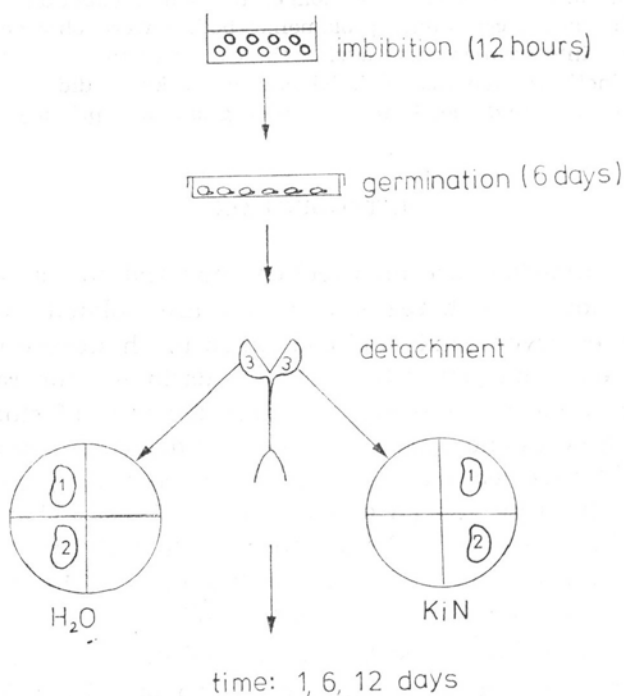 imbibition (12 hours)
germination (6 days)
detachment
3 3
1 1
2 2
H₂O KiN
time: 1, 6, 12 days